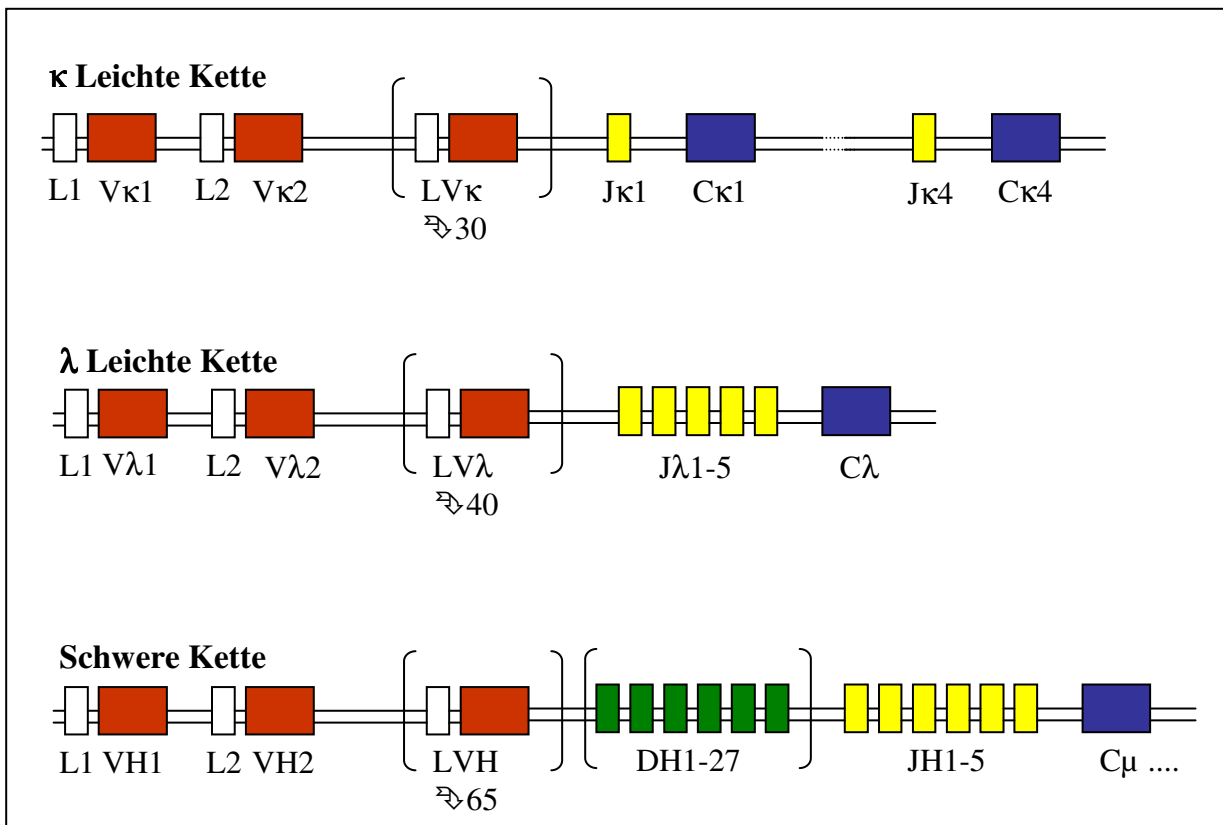 κ Leichte Kette
L1 Vκ1 L2 Vκ2 LVκ Jκ1 Cκ1 Jκ4 Cκ4
30
λ Leichte Kette
L1 Vλ1 L2 Vλ2 LVλ Jλ1-5 Cλ
40
Schwere Kette
L1 VH1 L2 VH2 LVH DH1-27 JH1-5 Cμ ....
65